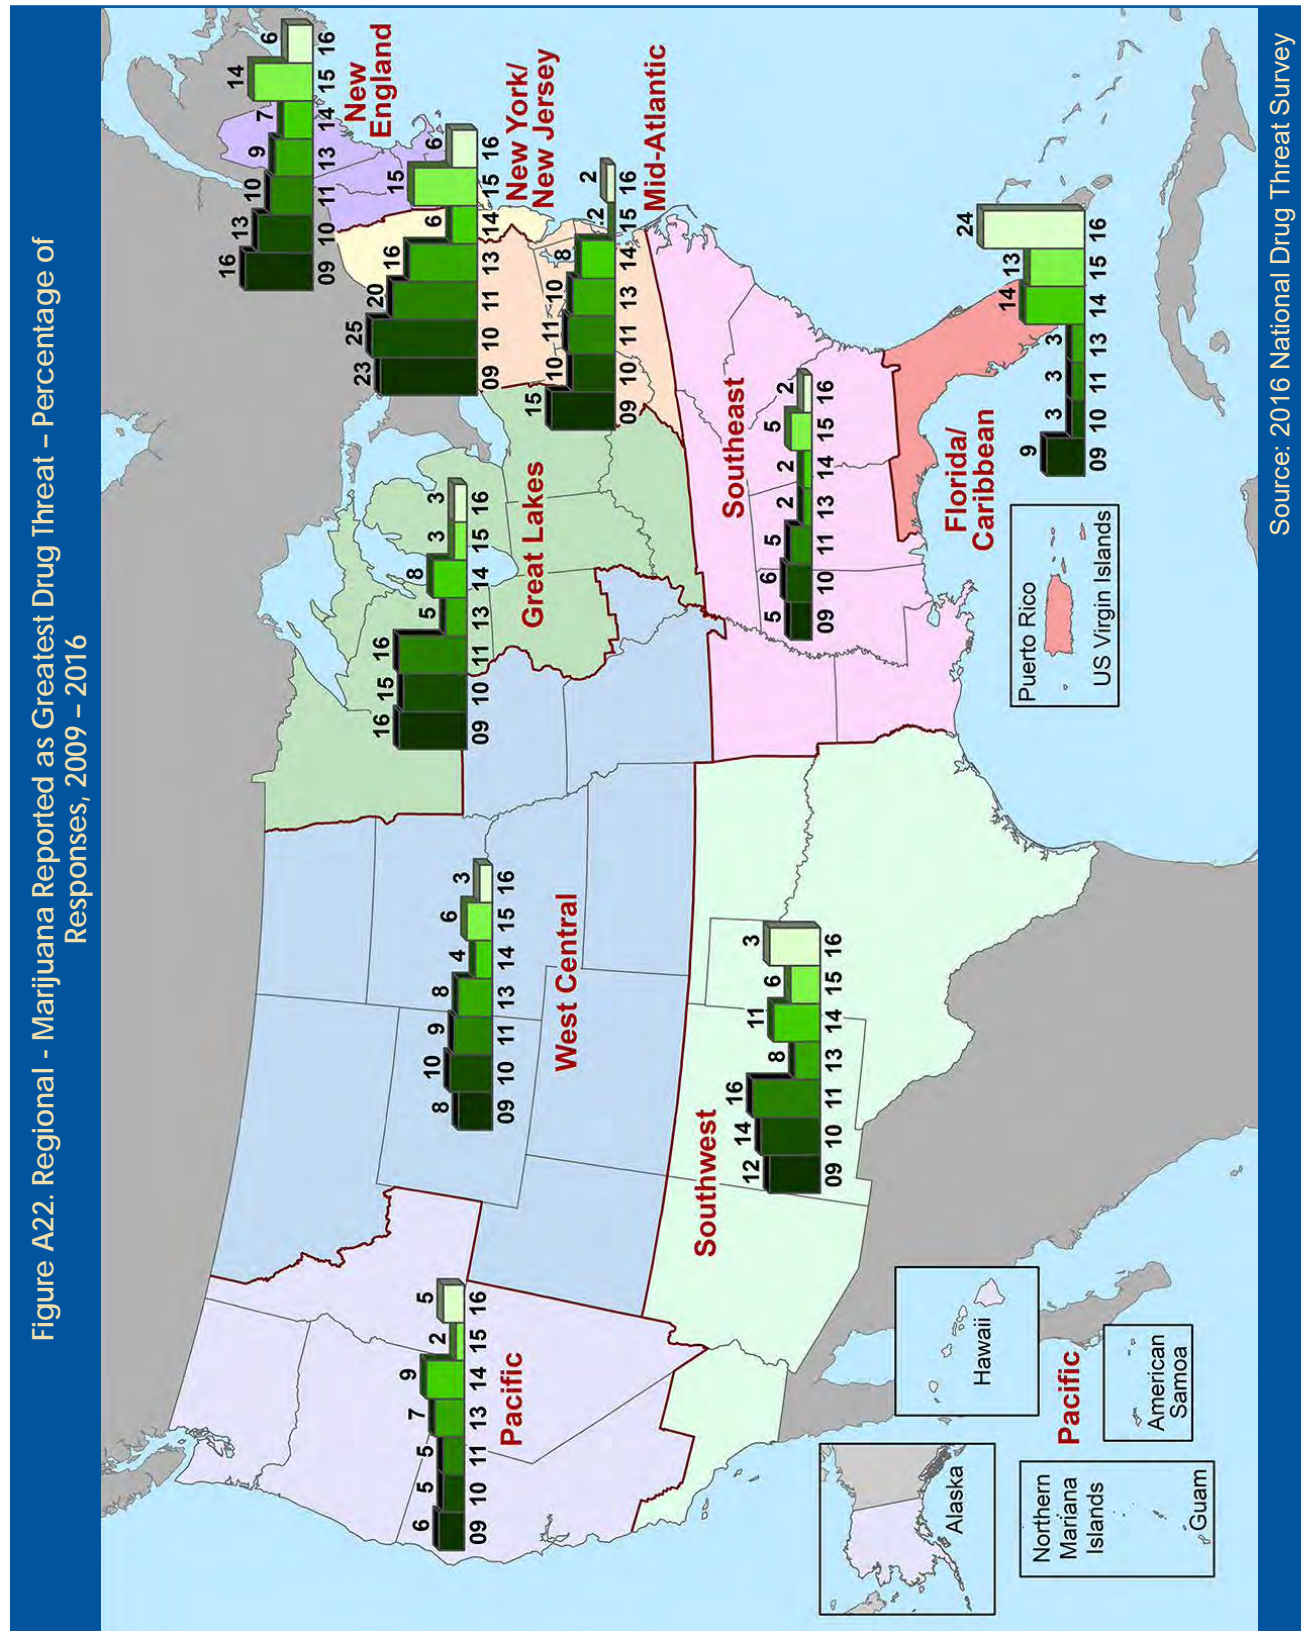 Figure A22. Regional - Marijuana Reported as Greatest Drug Threat – Percentage of
Responses, 2009 – 2016
Pacific
6 5 5 7 9 2 5
09 10 11 13 14 15 16
West Central
8 10 9 8 4 6 3
09 10 11 13 14 15 16
Southwest
12 14 16 8 11 6 3
09 10 11 13 14 15 16
Great Lakes
16 15 16 5 8 3 3
09 10 11 13 14 15 16
Southeast
5 6 5 2 2 5 2
09 10 11 13 14 15 16
New
England
16 13 10 9 7 14 6
09 10 11 13 14 15 16
New York/
New Jersey
23 25 20 16 6 15 6
09 10 11 13 14 15 16
Mid-Atlantic
15 10 11 10 8 2 2
09 10 11 13 14 15 16
Florida/
Caribbean
9 3 3 3 14 13 24
09 10 11 13 14 15 16
Puerto Rico
US Virgin Islands
Alaska
Hawaii
Pacific
Northern
Mariana
Islands
Guam
American
Samoa
Source: 2016 National Drug Threat Survey